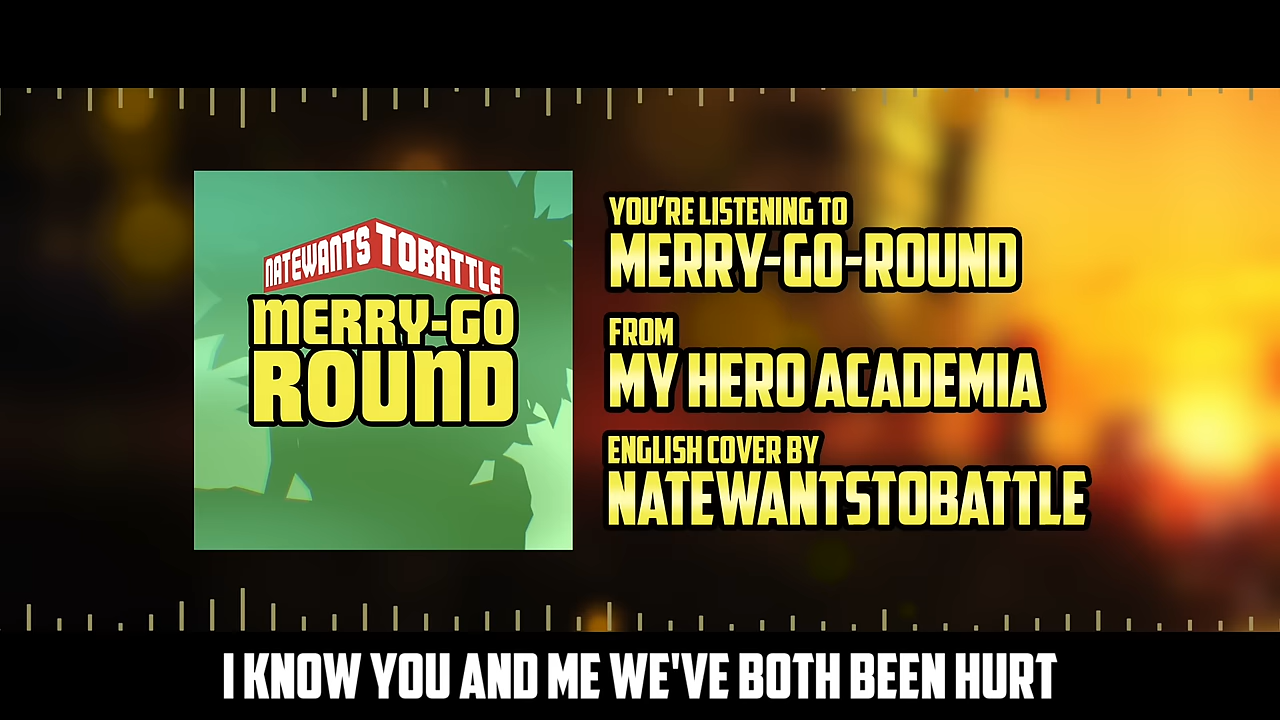 NATEWANTSTOBATTLE
MERRY-GO
ROUND
YOU'RE LISTENING TO
MERRY-GO-ROUND
FROM
MY HERO ACADEMIA
ENGLISH COVER BY
NATEWANTSTOBATTLE
I KNOW YOU AND ME WE'VE BOTH BEEN HURT